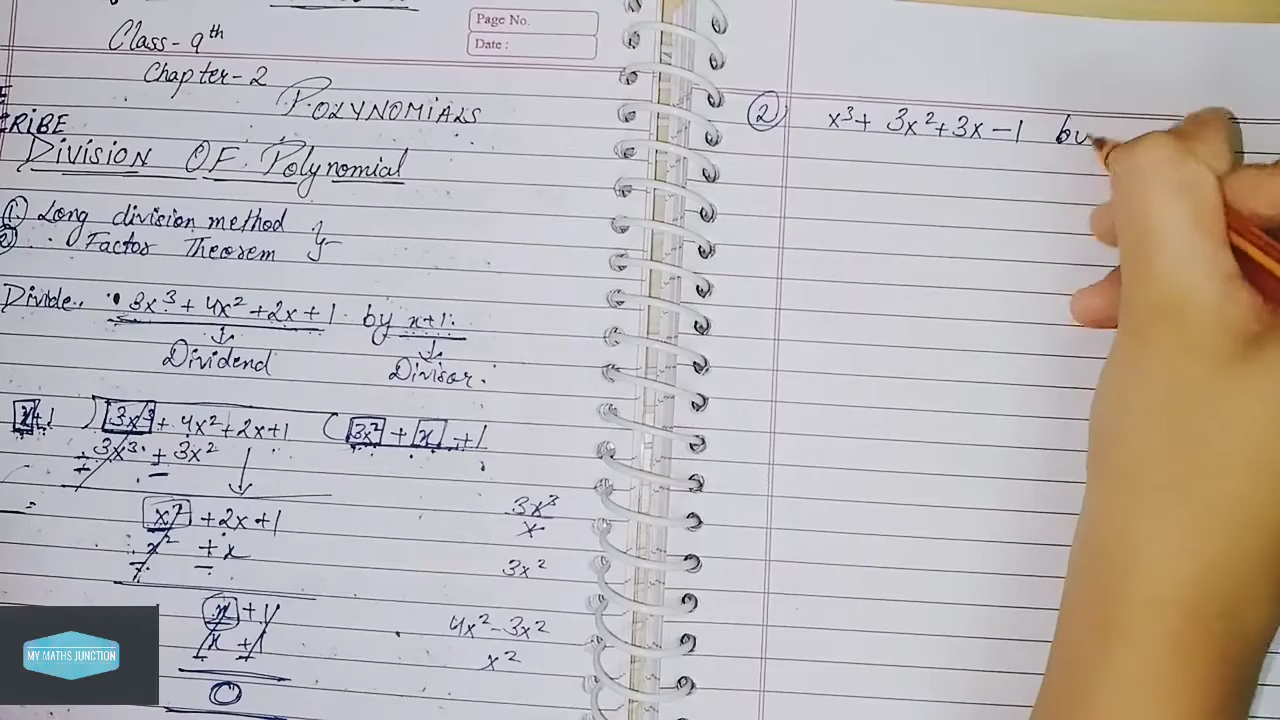 Page No.
Date :
Class-9th
Chapter-2
POLYNOMIALS
RIBE
DIVISION OF Polynomial
① Long division method
② Factor Theorem
Divide. 3x³ + 4x² + 2x + 1 by x+1.
Dividend Divisor.
x+1 ) 3x³ + 4x² + 2x + 1 ( 3x² + x + 1
3x³ + 3x²
x² + 2x + 1
x² + x
x + 1
x + 1
0
3x³
x
3x²
4x² - 3x²
x²
② x³ + 3x² + 3x - 1 by
MY MATHS JUNCTION